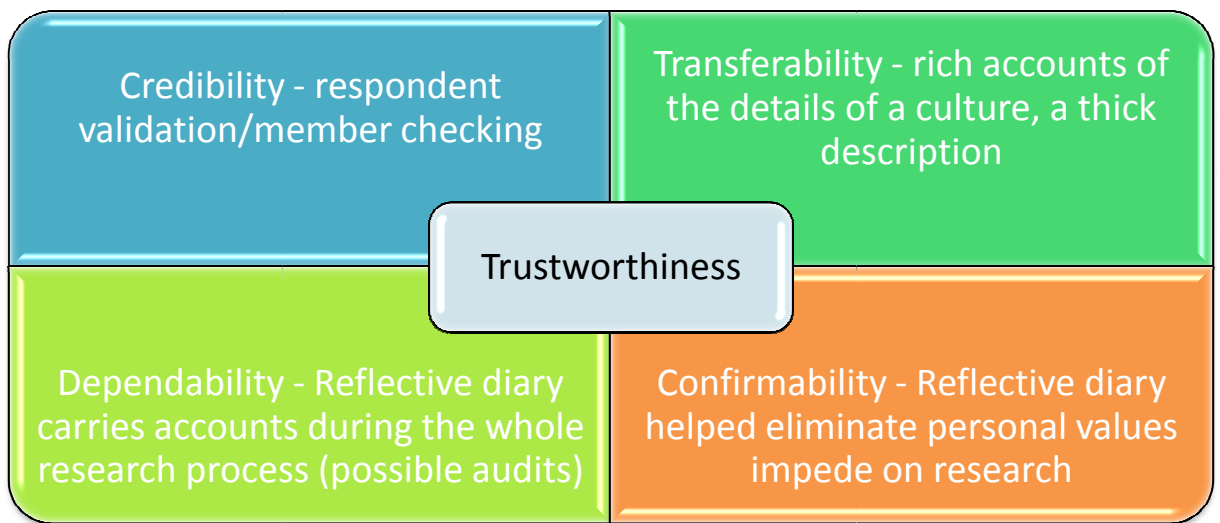 Credibility - respondent
validation/member checking
Transferability - rich accounts of
the details of a culture, a thick
description
Trustworthiness
Dependability - Reflective diary
carries accounts during the whole
research process (possible audits)
Confirmability - Reflective diary
helped eliminate personal values
impede on research